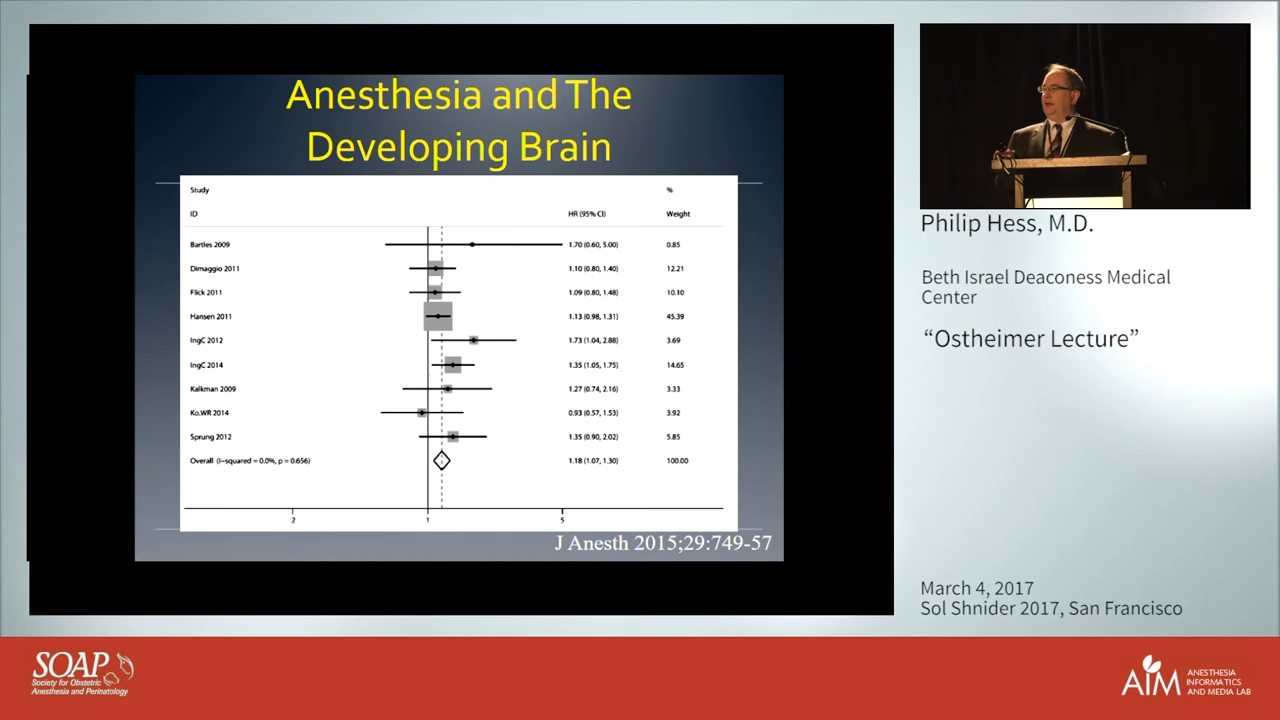 Anesthesia and The
Developing Brain
Study %
ID HR (95% CI) Weight
Bartles 2009 1.70 (0.60, 5.00) 0.85
Dimaggio 2011 1.10 (0.80, 1.40) 12.21
Flick 2011 1.09 (0.80, 1.48) 10.10
Hansen 2011 1.13 (0.98, 1.31) 45.39
IngC 2012 1.73 (1.04, 2.88) 3.69
IngC 2014 1.35 (1.05, 1.75) 14.65
Kalkman 2009 1.27 (0.74, 2.16) 3.33
Ko.WR 2014 0.93 (0.57, 1.53) 3.92
Sprung 2012 1.35 (0.90, 2.02) 5.85
Overall (I-squared = 0.0%, p = 0.656) 1.18 (1.07, 1.30) 100.00
.2 1 5
J Anesth 2015;29:749-57
Philip Hess, M.D.
Beth Israel Deaconess Medical
Center
“Ostheimer Lecture”
March 4, 2017
Sol Shnider 2017, San Francisco
SOAP
Society for Obstetric
Anesthesia and Perinatology
AIM
ANESTHESIA
INFORMATICS
AND MEDIA LAB